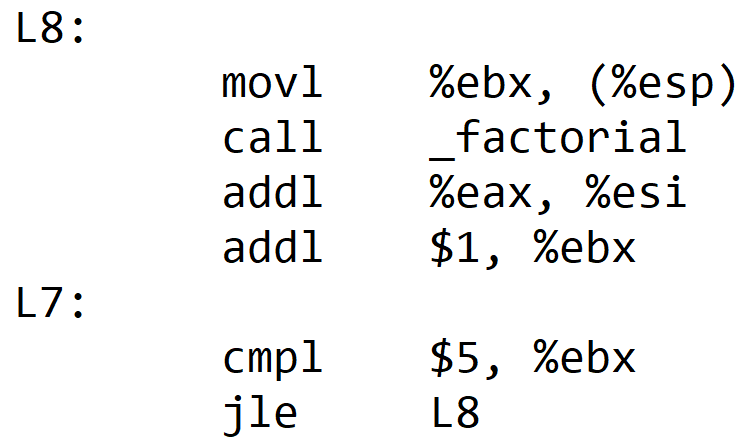 L8:
movl %ebx, (%esp)
call _factorial
addl %eax, %esi
addl $1, %ebx
L7:
cmpl $5, %ebx
jle L8